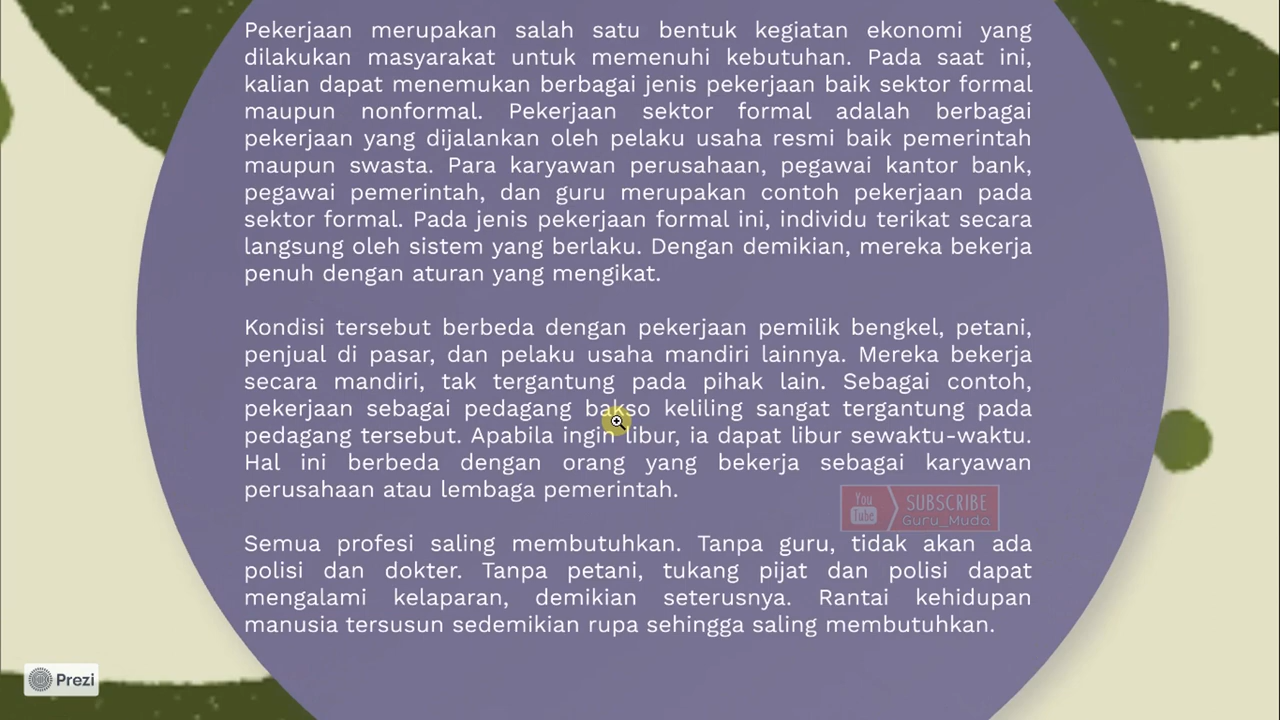 Pekerjaan merupakan salah satu bentuk kegiatan ekonomi yang
dilakukan masyarakat untuk memenuhi kebutuhan. Pada saat ini,
kalian dapat menemukan berbagai jenis pekerjaan baik sektor formal
maupun nonformal. Pekerjaan sektor formal adalah berbagai
pekerjaan yang dijalankan oleh pelaku usaha resmi baik pemerintah
maupun swasta. Para karyawan perusahaan, pegawai kantor bank,
pegawai pemerintah, dan guru merupakan contoh pekerjaan pada
sektor formal. Pada jenis pekerjaan formal ini, individu terikat secara
langsung oleh sistem yang berlaku. Dengan demikian, mereka bekerja
penuh dengan aturan yang mengikat.
Kondisi tersebut berbeda dengan pekerjaan pemilik bengkel, petani,
penjual di pasar, dan pelaku usaha mandiri lainnya. Mereka bekerja
secara mandiri, tak tergantung pada pihak lain. Sebagai contoh,
pekerjaan sebagai pedagang bakso keliling sangat tergantung pada
pedagang tersebut. Apabila ingin libur, ia dapat libur sewaktu-waktu.
Hal ini berbeda dengan orang yang bekerja sebagai karyawan
perusahaan atau lembaga pemerintah.
You Tube SUBSCRIBE
Guru_Muda
Semua profesi saling membutuhkan. Tanpa guru, tidak akan ada
polisi dan dokter. Tanpa petani, tukang pijat dan polisi dapat
mengalami kelaparan, demikian seterusnya. Rantai kehidupan
manusia tersusun sedemikian rupa sehingga saling membutuhkan.
Prezi